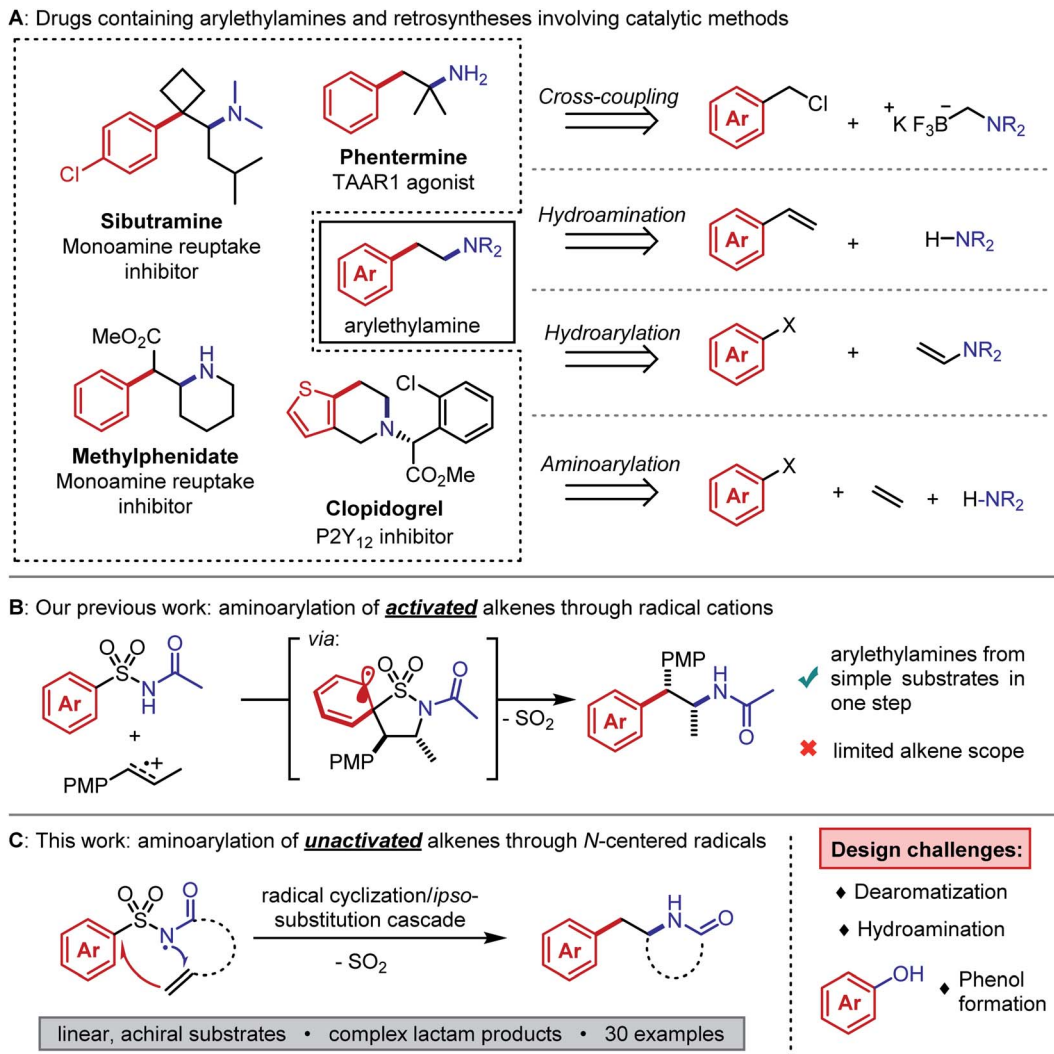 A: Drugs containing arylethylamines and retrosyntheses involving catalytic methods
N
Cl
Sibutramine
Monoamine reuptake
inhibitor
NH2
Phentermine
TAAR1 agonist
Ar
NR2
arylethylamine
MeO2C
H
N
Methylphenidate
Monoamine reuptake
inhibitor
S
N
Cl
CO2Me
Clopidogrel
P2Y12 inhibitor
Cross-coupling
Ar
Cl
+
+
K F3B
−
NR2
Hydroamination
Ar
+
H–NR2
Hydroarylation
Ar
X
+
NR2
Aminoarylation
Ar
X
+
+
H-NR2
B: Our previous work: aminoarylation of activated alkenes through radical cations
O O
S
O
Ar
N
H
+
PMP
•+
via:
O O
S
O
N
PMP
- SO2
PMP
H
N
Ar
O
✓ arylethylamines from
simple substrates in
one step
✖ limited alkene scope
C: This work: aminoarylation of unactivated alkenes through N-centered radicals
O O
S
O
N
Ar
radical cyclization/ipso-
substitution cascade
- SO2
H
N
O
Ar
linear, achiral substrates • complex lactam products • 30 examples
Design challenges:
♦ Dearomatization
♦ Hydroamination
OH
Ar
♦ Phenol
formation